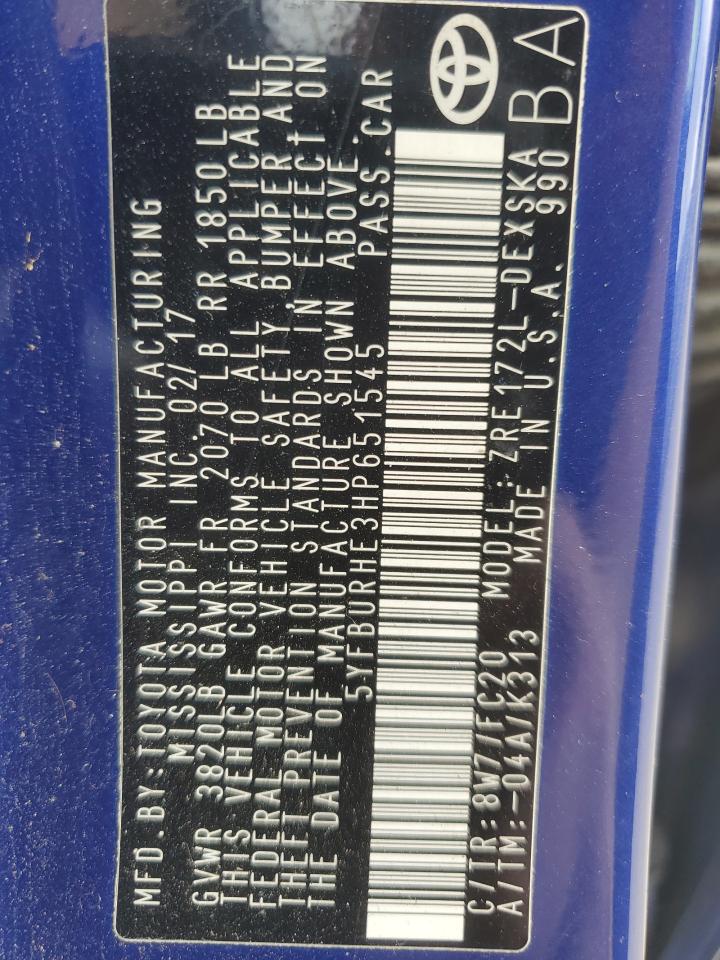 MFD.BY:TOYOTA MOTOR MANUFACTURING
MISSISSIPPI INC. 02/17
GVWR 3820LB GAWR FR 2070 LB RR 1850LB
THIS VEHICLE CONFORMS TO ALL APPLICABLE
FEDERAL MOTOR VEHICLE SAFETY, BUMPER AND
THEFT PREVENTION STANDARDS IN EFFECT ON
THE DATE OF MANUFACTURE SHOWN ABOVE.
5YFBURHE3HP651545 PASS.CAR
C/TR:8W7/FC20 MODEL:ZRE172L-DEXSKA
A/TM:-04A/K313 MADE IN U.S.A. 990
BA